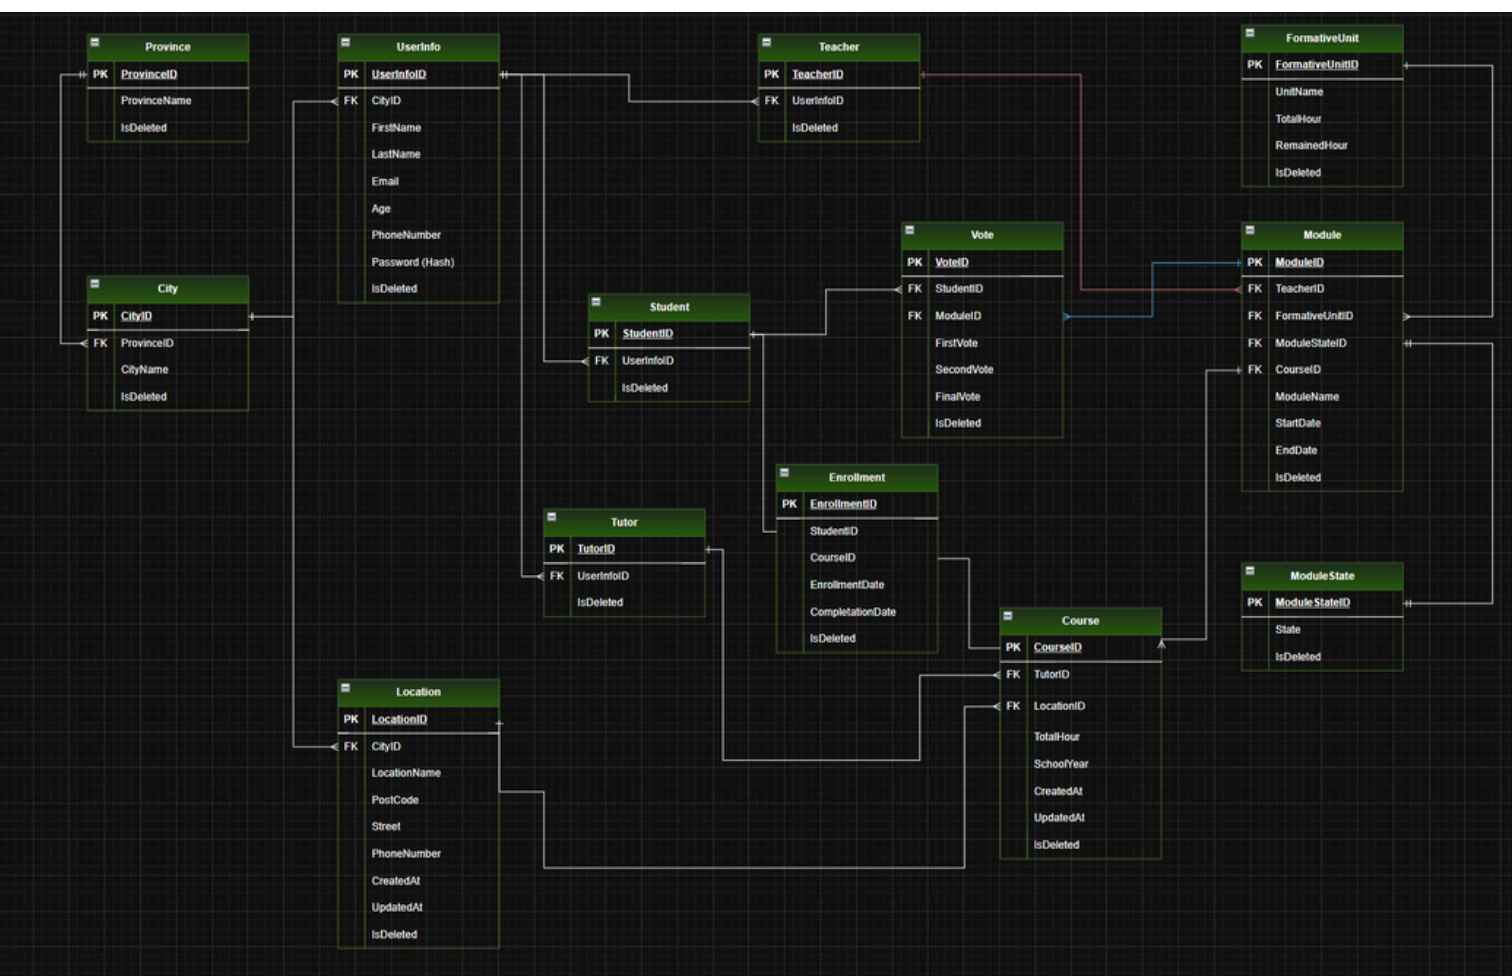 Province
PK ProvinceID
ProvinceName
IsDeleted
UserInfo
PK UserInfoID
FK CityID
FirstName
LastName
Email
Age
PhoneNumber
Password (Hash)
IsDeleted
Teacher
PK TeacherID
FK UserInfoID
IsDeleted
FormativeUnit
PK FormativeUnitID
UnitName
TotalHour
RemainedHour
IsDeleted
City
PK CityID
FK ProvinceID
CityName
IsDeleted
Student
PK StudentID
FK UserInfoID
IsDeleted
Vote
PK VoteID
FK StudentID
FK ModuleID
FirstVote
SecondVote
FinalVote
IsDeleted
Module
PK ModuleID
FK TeacherID
FK FormativeUnitID
FK ModuleStateID
FK CourseID
ModuleName
StartDate
EndDate
IsDeleted
Enrollment
PK EnrollmentID
StudentID
CourseID
EnrollmentDate
CompletationDate
IsDeleted
Tutor
PK TutorID
FK UserInfoID
IsDeleted
ModuleState
PK ModuleStateID
State
IsDeleted
Course
PK CourseID
FK TutorID
FK LocationID
TotalHour
SchoolYear
CreatedAt
UpdatedAt
IsDeleted
Location
PK LocationID
FK CityID
LocationName
PostCode
Street
PhoneNumber
CreatedAt
UpdatedAt
IsDeleted